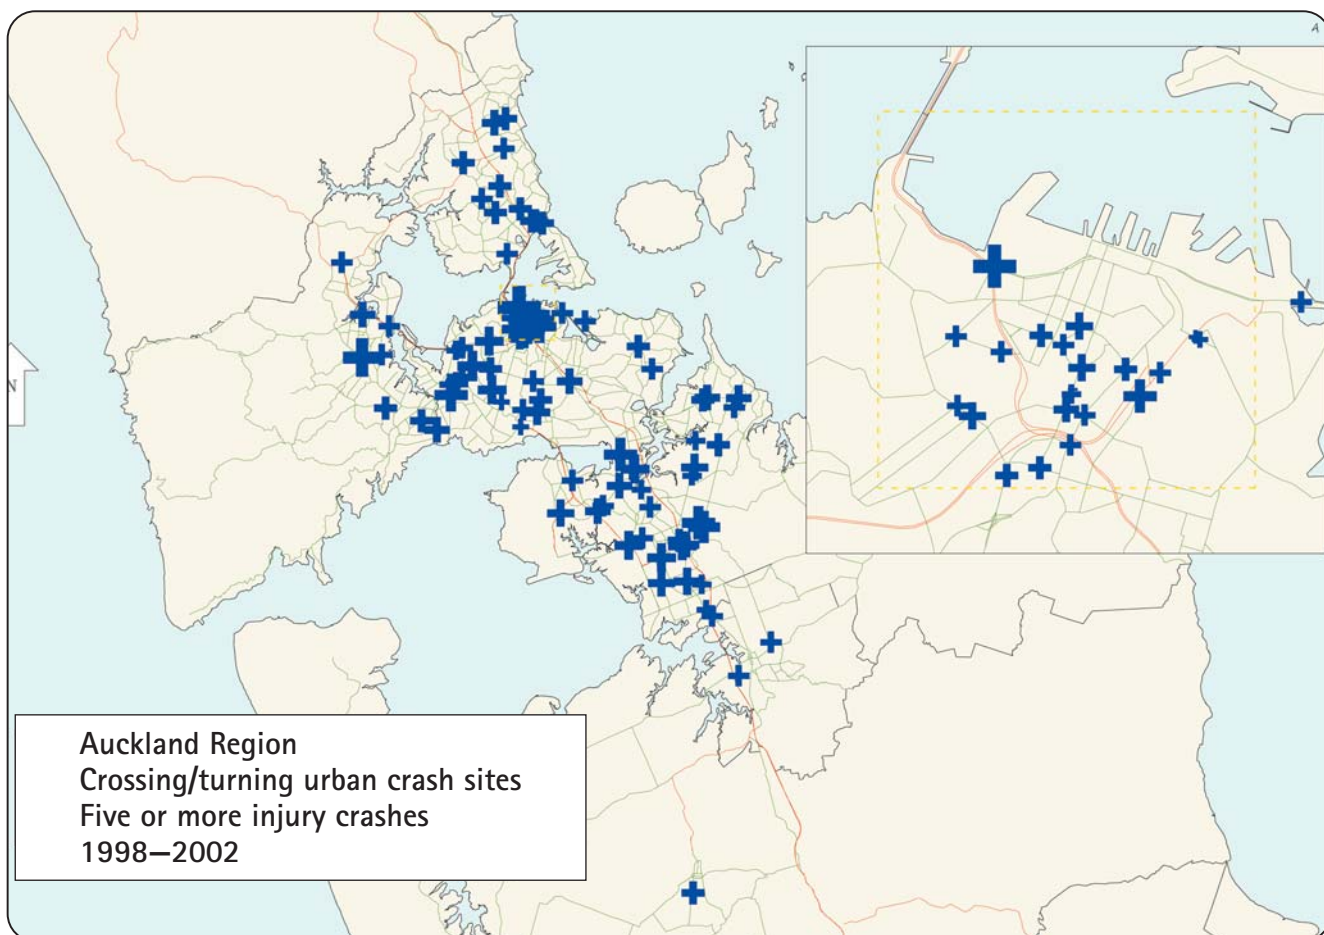 A
N
Auckland Region
Crossing/turning urban crash sites
Five or more injury crashes
1998—2002